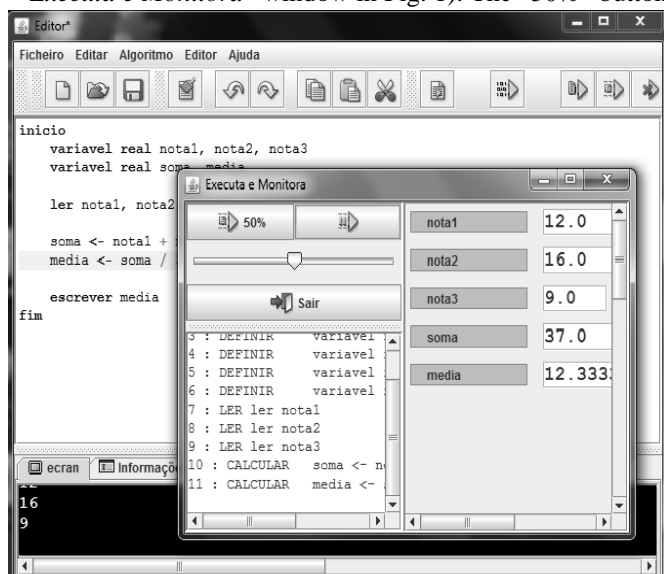 "Executa e Monitora" window in Fig. 1). The "50%" button
Editor*
Ficheiro Editar Algoritmo Editor Ajuda
inicio
variavel real nota1, nota2, nota3
variavel real soma, media
ler nota1, nota2
soma <- nota1 +
media <- soma /
escrever media
fim
Executa e Monitora
50%
Sair
3 : DEFINIR variavel
4 : DEFINIR variavel
5 : DEFINIR variavel
6 : DEFINIR variavel
7 : LER ler nota1
8 : LER ler nota2
9 : LER ler nota3
10 : CALCULAR soma <- n
11 : CALCULAR media <-
nota1 12.0
nota2 16.0
nota3 9.0
soma 37.0
media 12.333
ecran Informaçõ
16
9